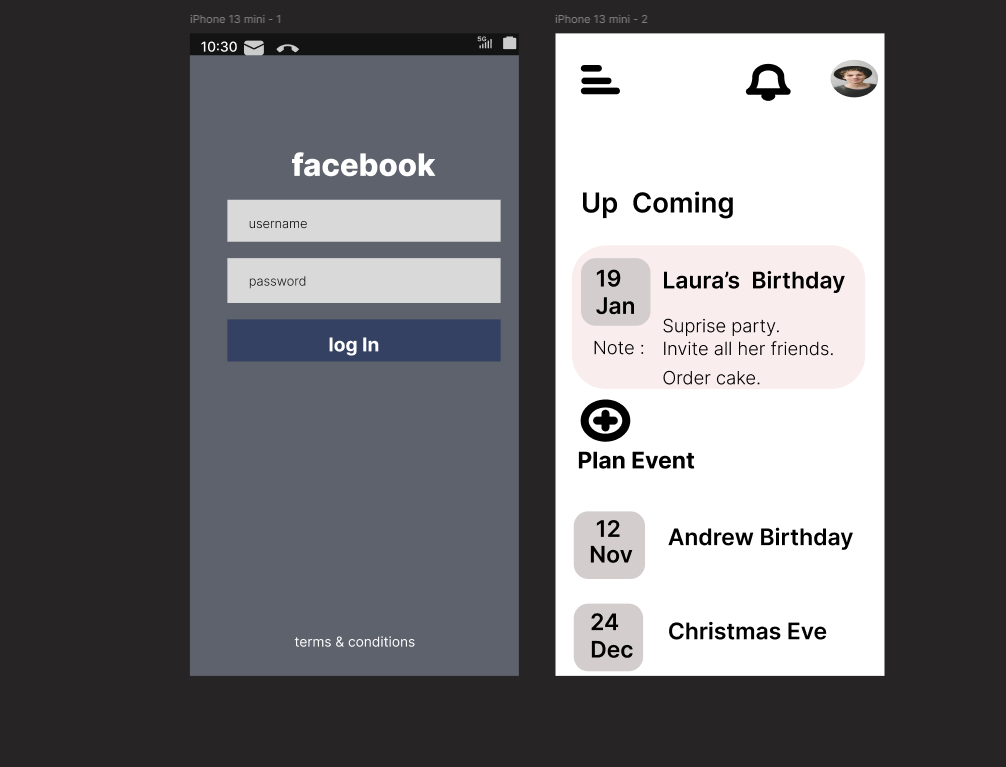 iPhone 13 mini - 1
10:30
5G
facebook
username
password
log In
terms & conditions
iPhone 13 mini - 2
Up Coming
19
Jan
Laura’s Birthday
Suprise party.
Note :
Invite all her friends.
Order cake.
Plan Event
12
Nov
Andrew Birthday
24
Dec
Christmas Eve